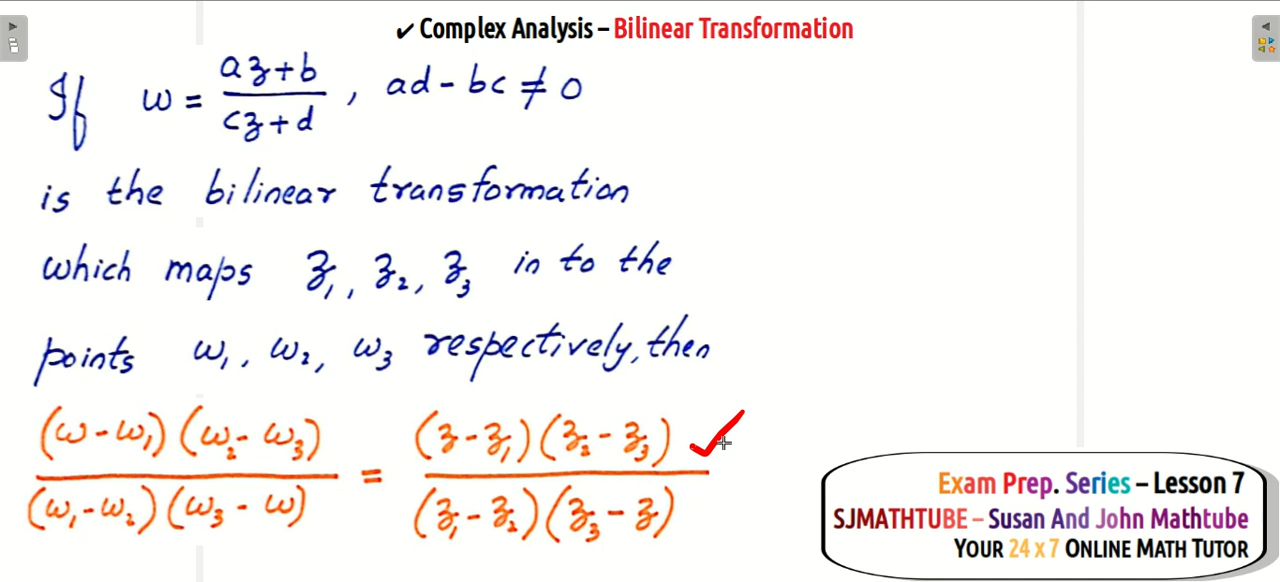 ✔ Complex Analysis – Bilinear Transformation
If w = (az+b)/(cz+d), ad - bc ≠ 0
is the bilinear transformation
which maps z₁, z₂, z₃ in to the
points w₁, w₂, w₃ respectively, then
(w-w₁)(w₂-w₃)/(w₁-w₂)(w₃-w) = (z-z₁)(z₂-z₃)/(z₁-z₂)(z₃-z)
Exam Prep. Series – Lesson 7
SJMATHTUBE – Susan And John Mathtube
YOUR 24 x 7 ONLINE MATH TUTOR